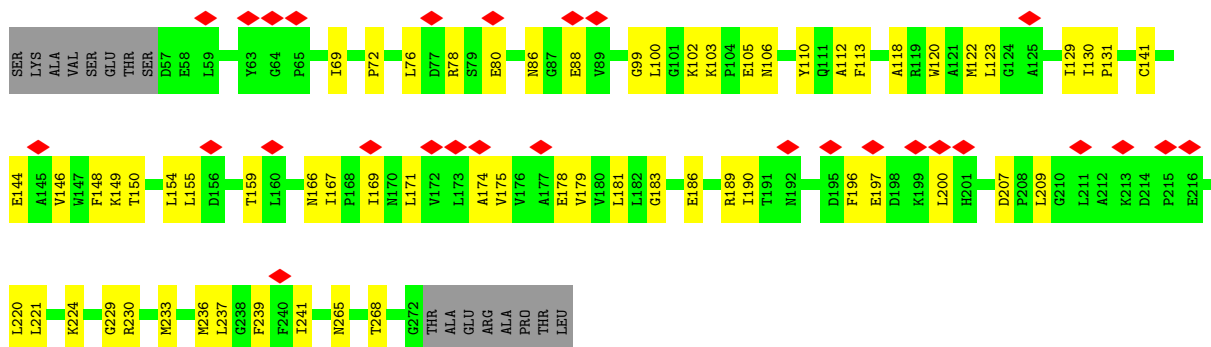 SER LYS ALA VAL SER GLU THR SER D57 E58 L59 Y63 G64 P65 I69 P72 L76 D77 R78 S79 E80 N86 G87 E88 V89 G99 L100 G101 K102 K103 P104 E105 N106 Y110 Q111 A112 F113 A118 R119 W120 A121 M122 L123 G124 A125 I129 I130 P131 C141
E144 A145 V146 W147 F148 K149 T150 L154 L155 D156 T159 L160 N166 I167 P168 I169 N170 L171 V172 L173 A174 V175 V176 A177 E178 V179 V180 L181 L182 G183 E186 R189 I190 T191 N192 D195 F196 E197 D198 K199 L200 H201 D207 P208 L209 G210 L211 A212 K213 D214 P215 E216
L220 L221 K224 G229 R230 M233 M236 L237 G238 F239 F240 I241 N265 T268 G272 THR ALA GLU ARG ALA PRO THR LEU